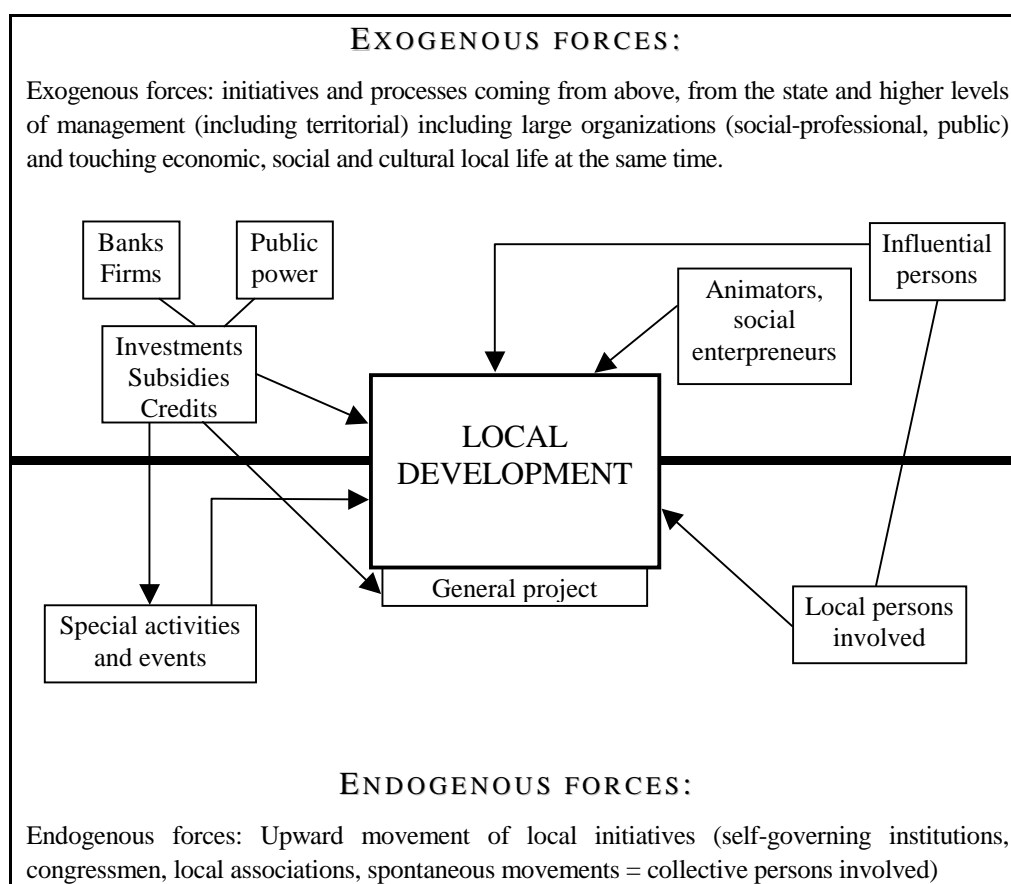 EXOGENOUS FORCES:
Exogenous forces: initiatives and processes coming from above, from the state and higher levels
of management (including territorial) including large organizations (social-professional, public)
and touching economic, social and cultural local life at the same time.
Banks
Firms
Public
power
Influential
persons
Animators,
social
enterpreneurs
Investments
Subsidies
Credits
LOCAL
DEVELOPMENT
General project
Special activities
and events
Local persons
involved
ENDOGENOUS FORCES:
Endogenous forces: Upward movement of local initiatives (self-governing institutions,
congressmen, local associations, spontaneous movements = collective persons involved)